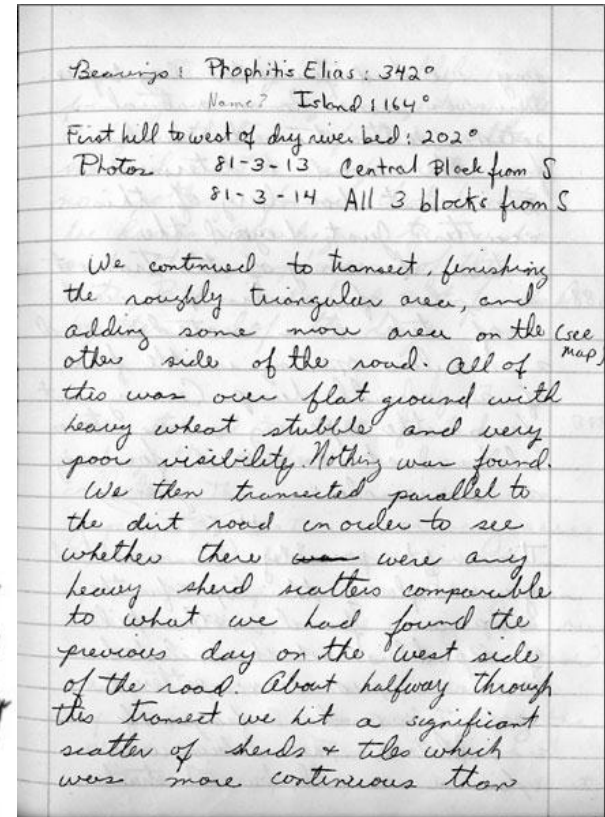 Bearings: Prophitis Elias: 342°
Name? Island: 164°
First hill to west of dry river bed: 202°
Photos 81-3-13 Central Block from S
81-3-14 All 3 blocks from S
We continued to transect, finishing
the roughly triangular area, and
adding some more area on the (see map)
other side of the road. All of
this was over flat ground with
heavy wheat stubble and very
poor visibility. Nothing was found.
We then transected parallel to
the dirt road in order to see
whether there were any
heavy sherd scatters comparable
to what we had found the
previous day on the west side
of the road. About halfway through
this transect we hit a significant
scatter of sherds + tiles which
was more continuous than